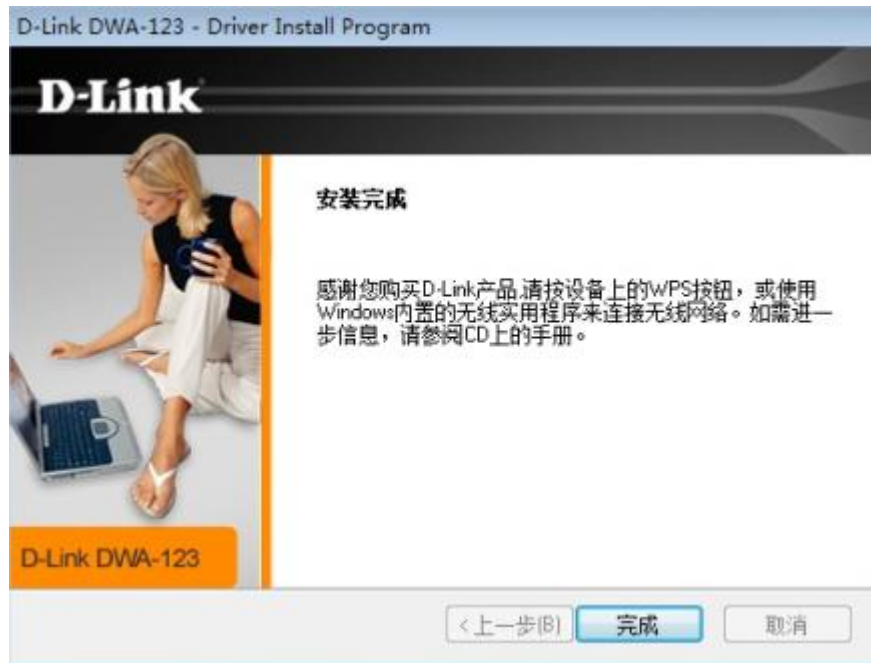 D-Link DWA-123 - Driver Install Program
D-Link
安装完成
感谢您购买D-Link产品.请按设备上的WPS按钮，或使用
Windows内置的无线实用程序来连接无线网络。如需进一
步信息，请参阅CD上的手册。
D-Link DWA-123
<上一步(B)
完成
取消